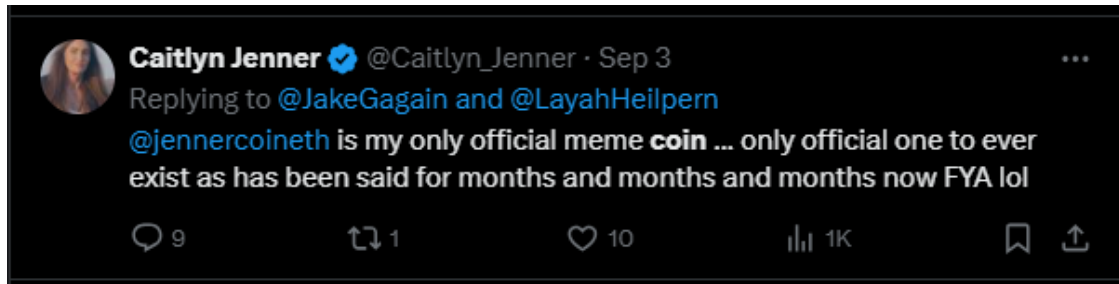 Caitlyn Jenner @Caitlyn_Jenner · Sep 3
Replying to @JakeGagain and @LayahHeilpern
@jennercoineth is my only official meme coin ... only official one to ever
exist as has been said for months and months and months now FYA lol
9 1 10 1K